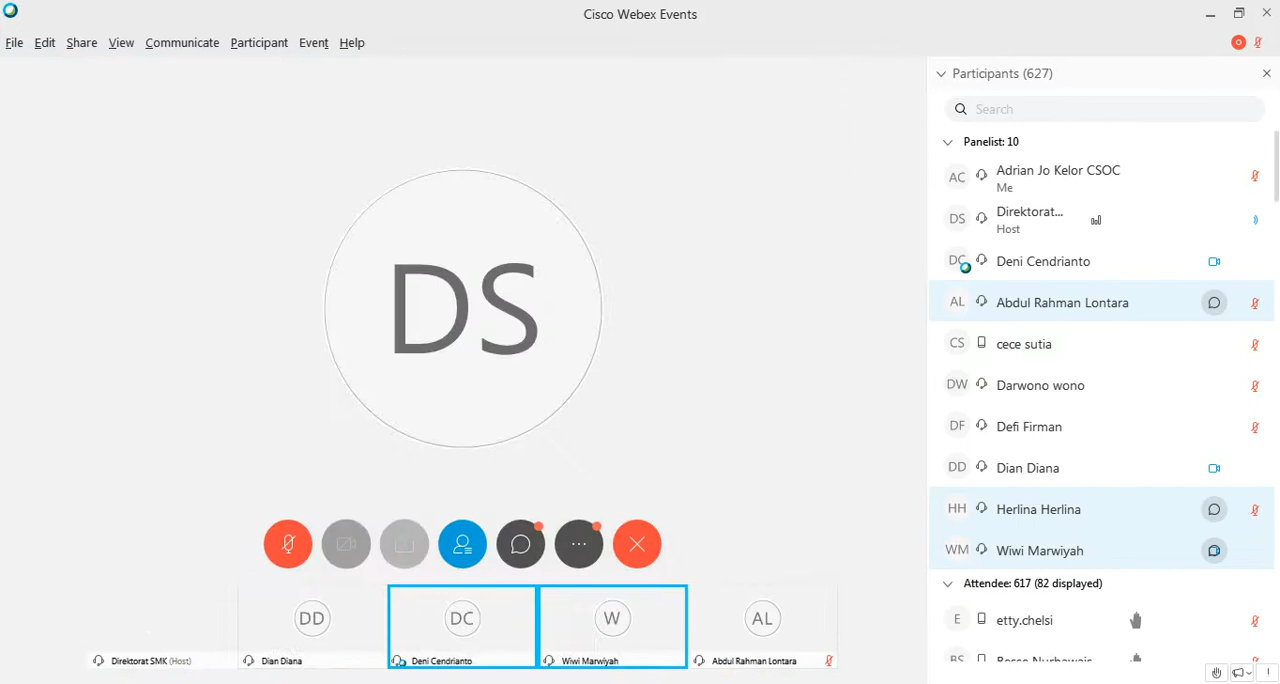 Cisco Webex Events
File Edit Share View Communicate Participant Event Help
Participants (627)
Search
Panelist: 10
AC Adrian Jo Kelor CSOC
Me
DS Direktorat...
Host
DC Deni Cendrianto
AL Abdul Rahman Lontara
CS cece sutia
DW Darwono wono
DF Defi Firman
DD Dian Diana
HH Herlina Herlina
WM Wiwi Marwiyah
Attendee: 617 (82 displayed)
E etty.chelsi
DS
DD
DC
W
AL
Direktorat SMK (Host)
Dian Diana
Deni Cendrianto
Wiwi Marwiyah
Abdul Rahman Lontara